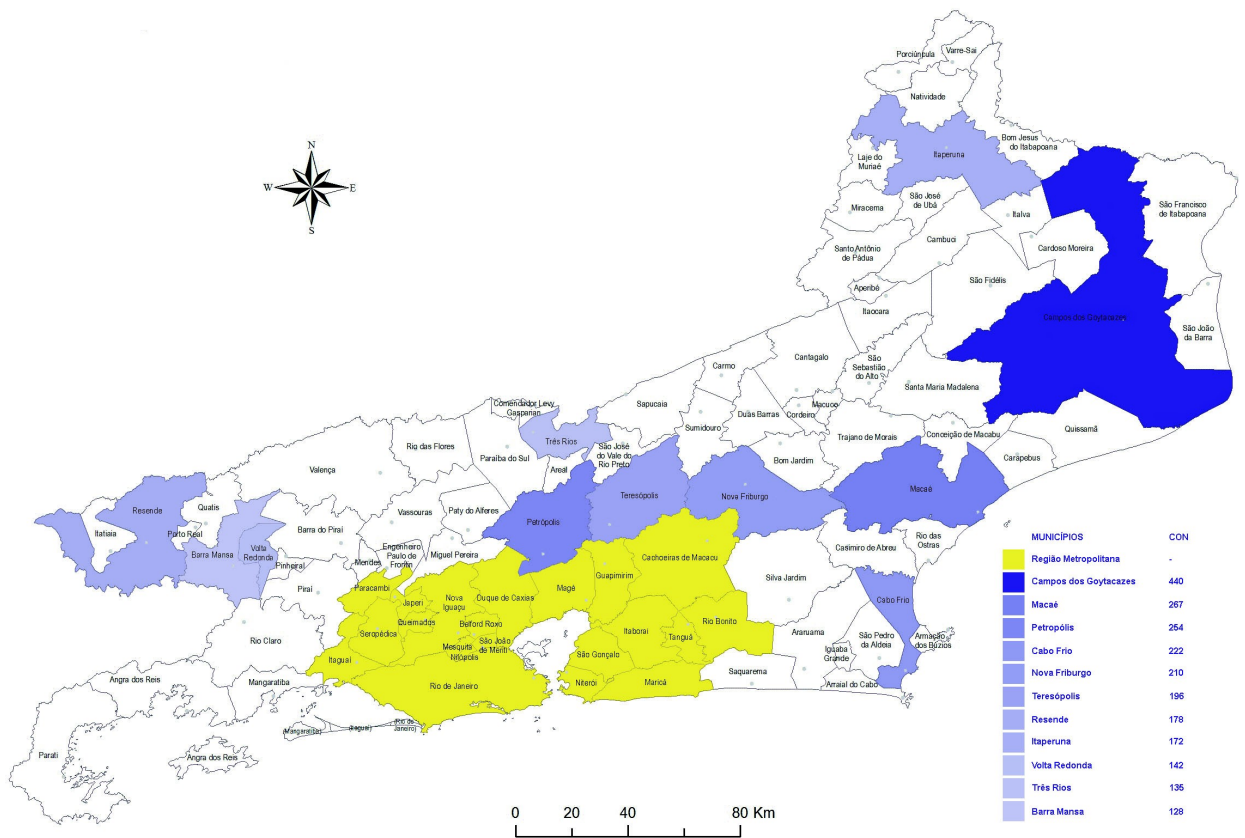 Porciúncula
Varre-Sai
Natividade
Bom Jesus
do Itabapoana
Laje do
Muriaé
Itaperuna
N
W
E
S
São Francisco
de Itabapoana
Miracema
São José
de Ubá
Italva
Cardoso Moreira
Cambuci
Santo Antônio
de Pádua
São Fidélis
Aperibé
Itaocara
Campos dos Goytacazes
São João
da Barra
Cantagalo
Carmo
São
Sebastião
do Alto
Santa Maria Madalena
Sapucaia
Comendador Levy
Gasparian
Macuco
Duas Barras
Cordeiro
Sumidouro
Quissamã
Trajano de Morais
Conceição de Macabu
Três Rios
Rio das Flores
Paraíba do Sul
São José
do Vale do
Rio Preto
Areal
Bom Jardim
Carapebus
Valença
Macaé
Teresópolis
Nova Friburgo
Quatis
Resende
Vassouras
Paty do Alferes
Petrópolis
Itatiaia
Porto Real
Barra do Piraí
Barra Mansa
Volta
Redonda
Engenheiro
Paulo de
Frontin
Miguel Pereira
Mendes
Pinheiral
Cachoeiras de Macacu
Casimiro de Abreu
Rio das
Ostras
Piraí
Paracambi
Guapimirim
Silva Jardim
Magé
Japeri
Nova
Iguaçu
Duque de Caxias
Cabo Frio
Queimados
Belford Roxo
Rio Bonito
Seropédica
Itaboraí
Tanguá
Araruama
Rio Claro
Mesquita
Nilópolis
São João
de Meriti
São Pedro
da Aldeia
Armação
dos Búzios
Iguaba
Grande
Itaguaí
São Gonçalo
Angra dos Reis
Mangaratiba
Rio de Janeiro
Niterói
Maricá
Saquarema
Arraial do Cabo
(Mangaratiba)
(Itaguaí)
(Rio de
Janeiro)
Parati
Angra dos Reis
MUNICÍPIOS CON
Região Metropolitana -
Campos dos Goytacazes 440
Macaé 267
Petropólis 254
Cabo Frio 222
Nova Friburgo 210
Teresópolis 196
Resende 178
Itaperuna 172
Volta Redonda 142
Três Rios 135
Barra Mansa 128
0 20 40 80 Km